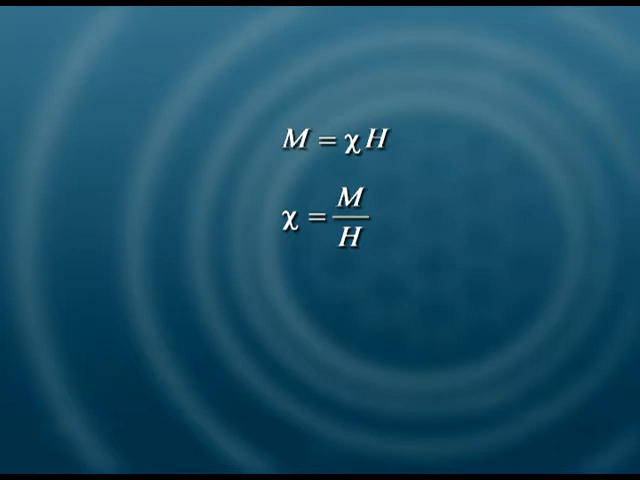 M = χH
χ = M/H